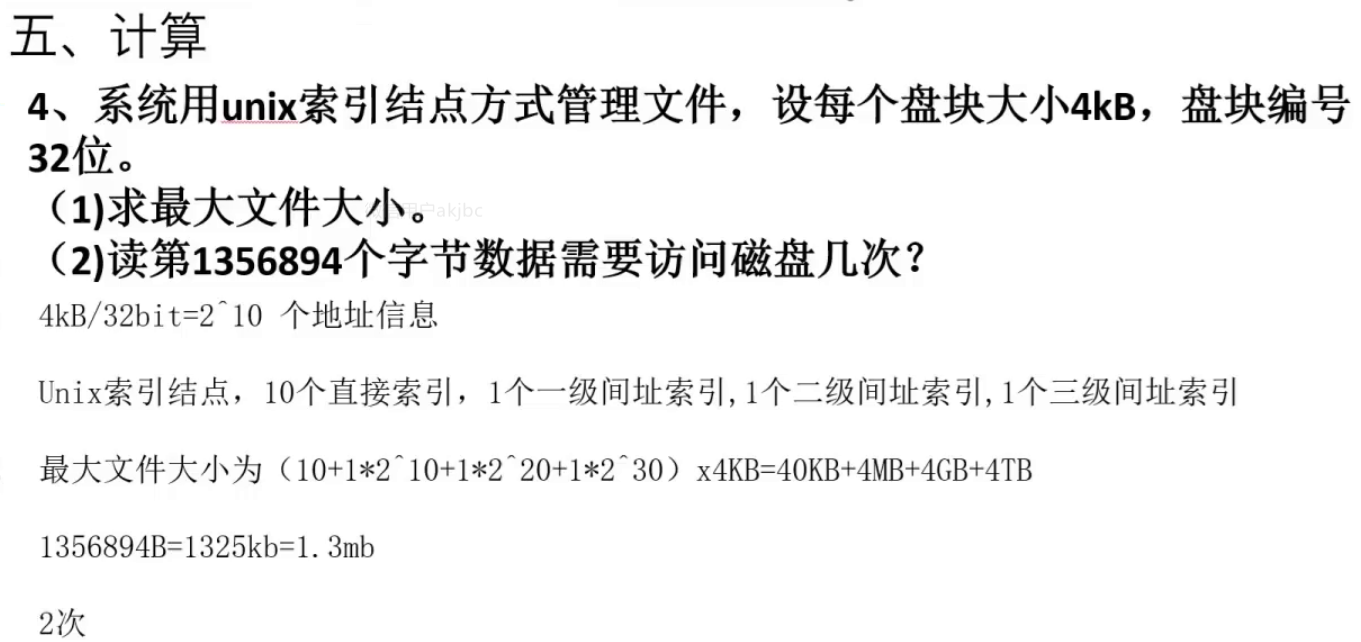 五、计算
4、系统用unix索引结点方式管理文件，设每个盘块大小4kB，盘块编号
32位。
（1)求最大文件大小。
（2)读第1356894个字节数据需要访问磁盘几次？
4kB/32bit=2^10 个地址信息
Unix索引结点，10个直接索引，1个一级间址索引,1个二级间址索引,1个三级间址索引
最大文件大小为（10+1*2^10+1*2^20+1*2^30）x4KB=40KB+4MB+4GB+4TB
1356894B=1325kb=1.3mb
2次